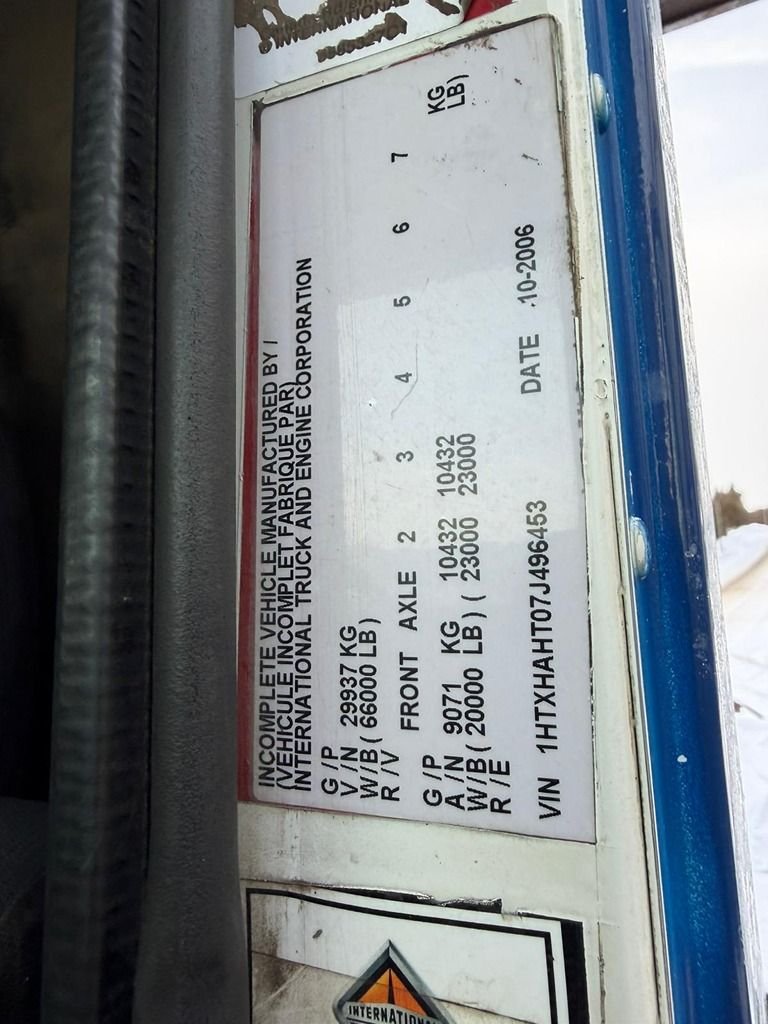 INTERNATIONAL
INCOMPLETE VEHICLE MANUFACTURED BY /
(VEHICULE INCOMPLET FABRIQUE PAR)
INTERNATIONAL TRUCK AND ENGINE CORPORATION
G /P
V / N 29937 KG
W/B ( 66000 LB )
R /V
FRONT AXLE 2 3 4 5 6 7
G /P
A / N 9071 KG 10432 10432 KG
W/B ( 20000 LB ) ( 23000 23000 LB )
R / E
VIN 1HTXHAHT07J496453 DATE 10-2006
INTERNATIONAL